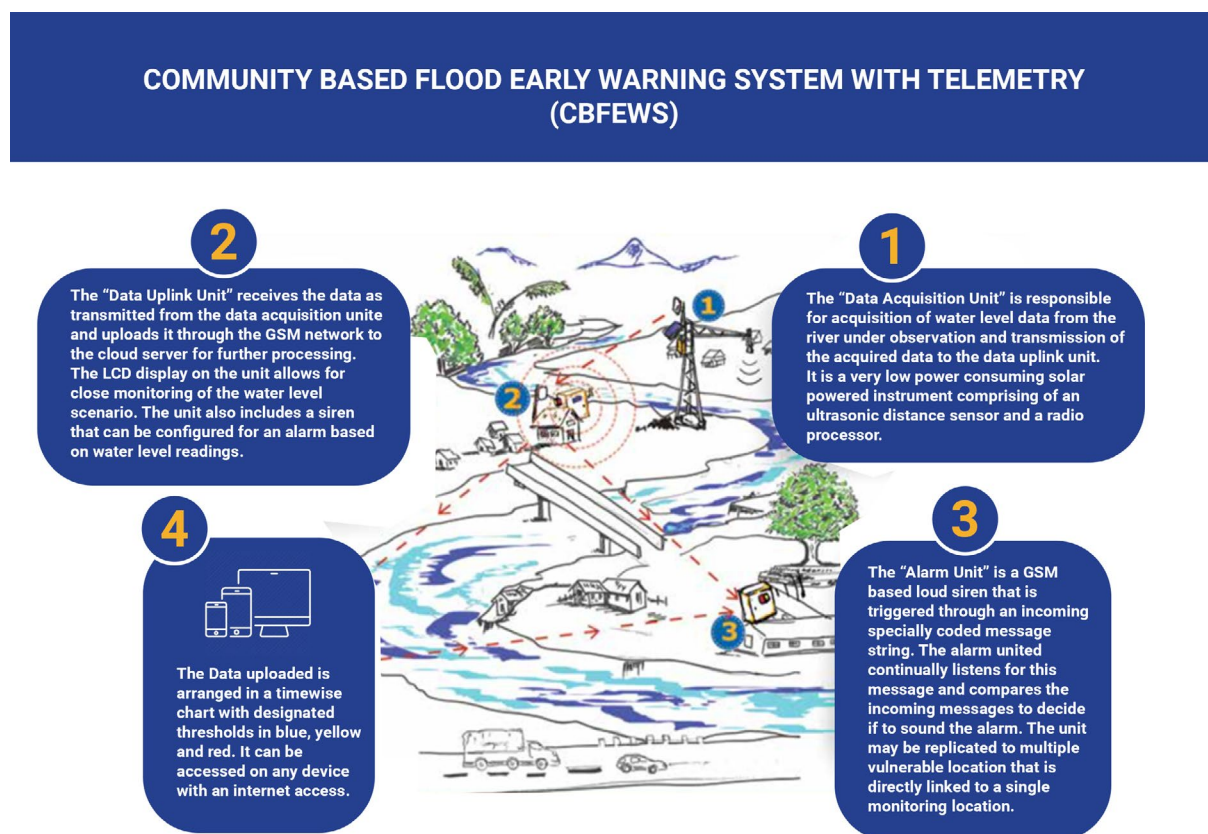 COMMUNITY BASED FLOOD EARLY WARNING SYSTEM WITH TELEMETRY
(CBFEWS)
2
The “Data Uplink Unit” receives the data as
transmitted from the data acquisition unite
and uploads it through the GSM network to
the cloud server for further processing.
The LCD display on the unit allows for
close monitoring of the water level
scenario. The unit also includes a siren
that can be configured for an alarm based
on water level readings.
1
The “Data Acquisition Unit” is responsible
for acquisition of water level data from the
river under observation and transmission of
the acquired data to the data uplink unit.
It is a very low power consuming solar
powered instrument comprising of an
ultrasonic distance sensor and a radio
processor.
1
2
3
4
The Data uploaded is
arranged in a timewise
chart with designated
thresholds in blue, yellow
and red. It can be
accessed on any device
with an internet access.
3
The “Alarm Unit” is a GSM
based loud siren that is
triggered through an incoming
specially coded message
string. The alarm united
continually listens for this
message and compares the
incoming messages to decide
if to sound the alarm. The unit
may be replicated to multiple
vulnerable location that is
directly linked to a single
monitoring location.